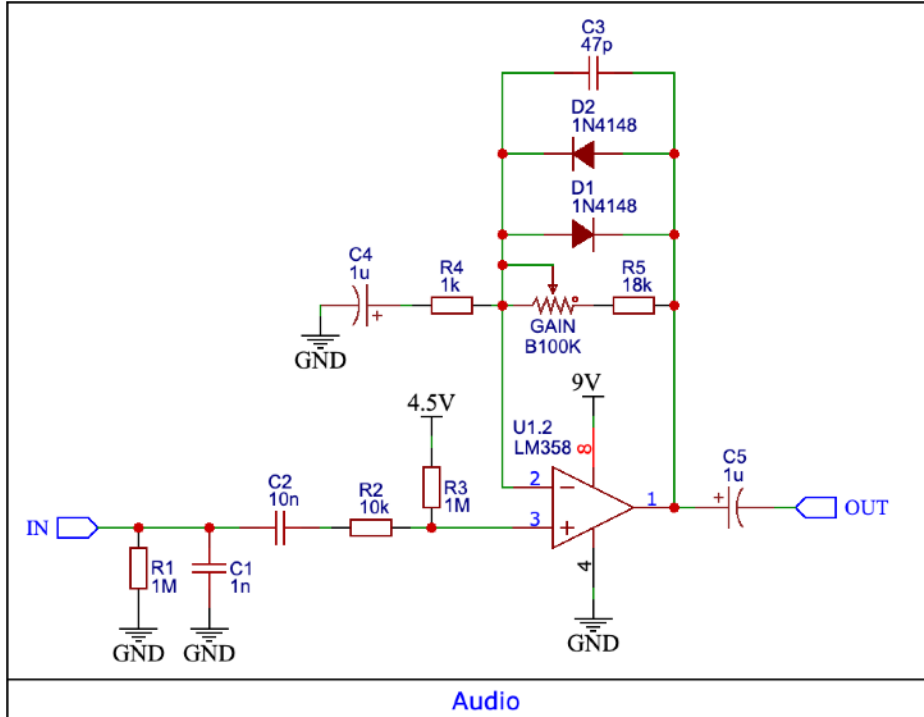 C3
47p
D2
1N4148
D1
1N4148
C4
1u
R4
1k
R5
18k
+
GND
GAIN
B100K
9V
4.5V
U1.2
LM358
8
C2
10n
R2
10k
R3
1M
2
3
1
4
C5
1u
+
IN
OUT
R1
1M
C1
1n
GND
GND
GND
Audio